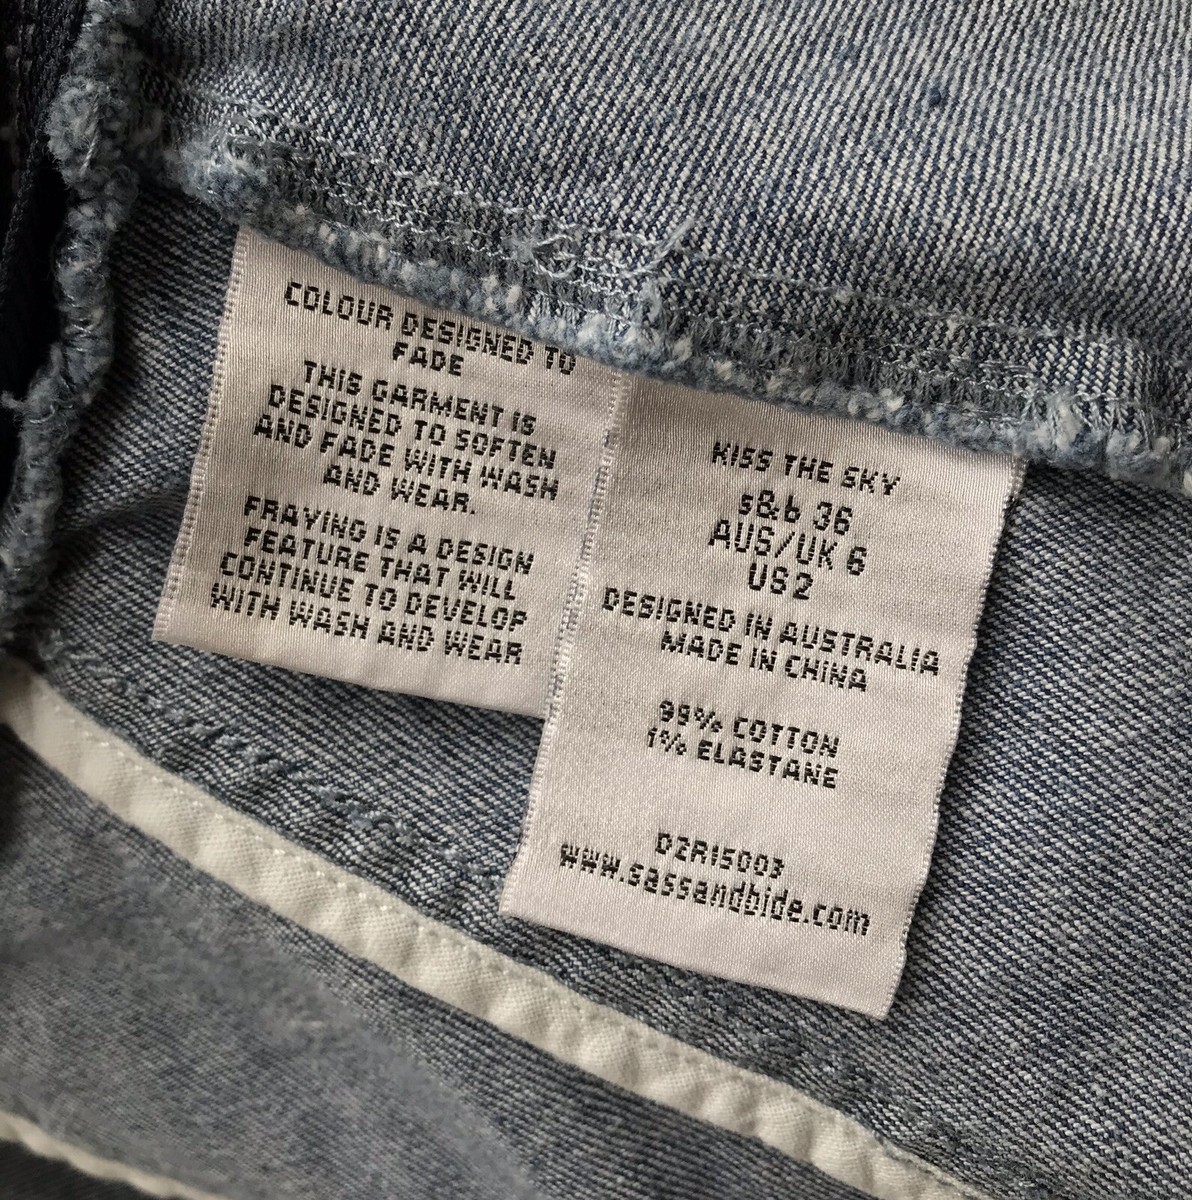 COLOUR DESIGNED TO
FADE
THIS GARMENT IS
DESIGNED TO SOFTEN
AND FADE WITH WASH
AND WEAR.
FRAYING IS A DESIGN
FEATURE THAT WILL
CONTINUE TO DEVELOP
WITH WASH AND WEAR
KISS THE SKY
s&b 36
AUS/UK 6
US2
DESIGNED IN AUSTRALIA
MADE IN CHINA
99% COTTON
1% ELASTANE
DZR15003
www.sassandbide.com